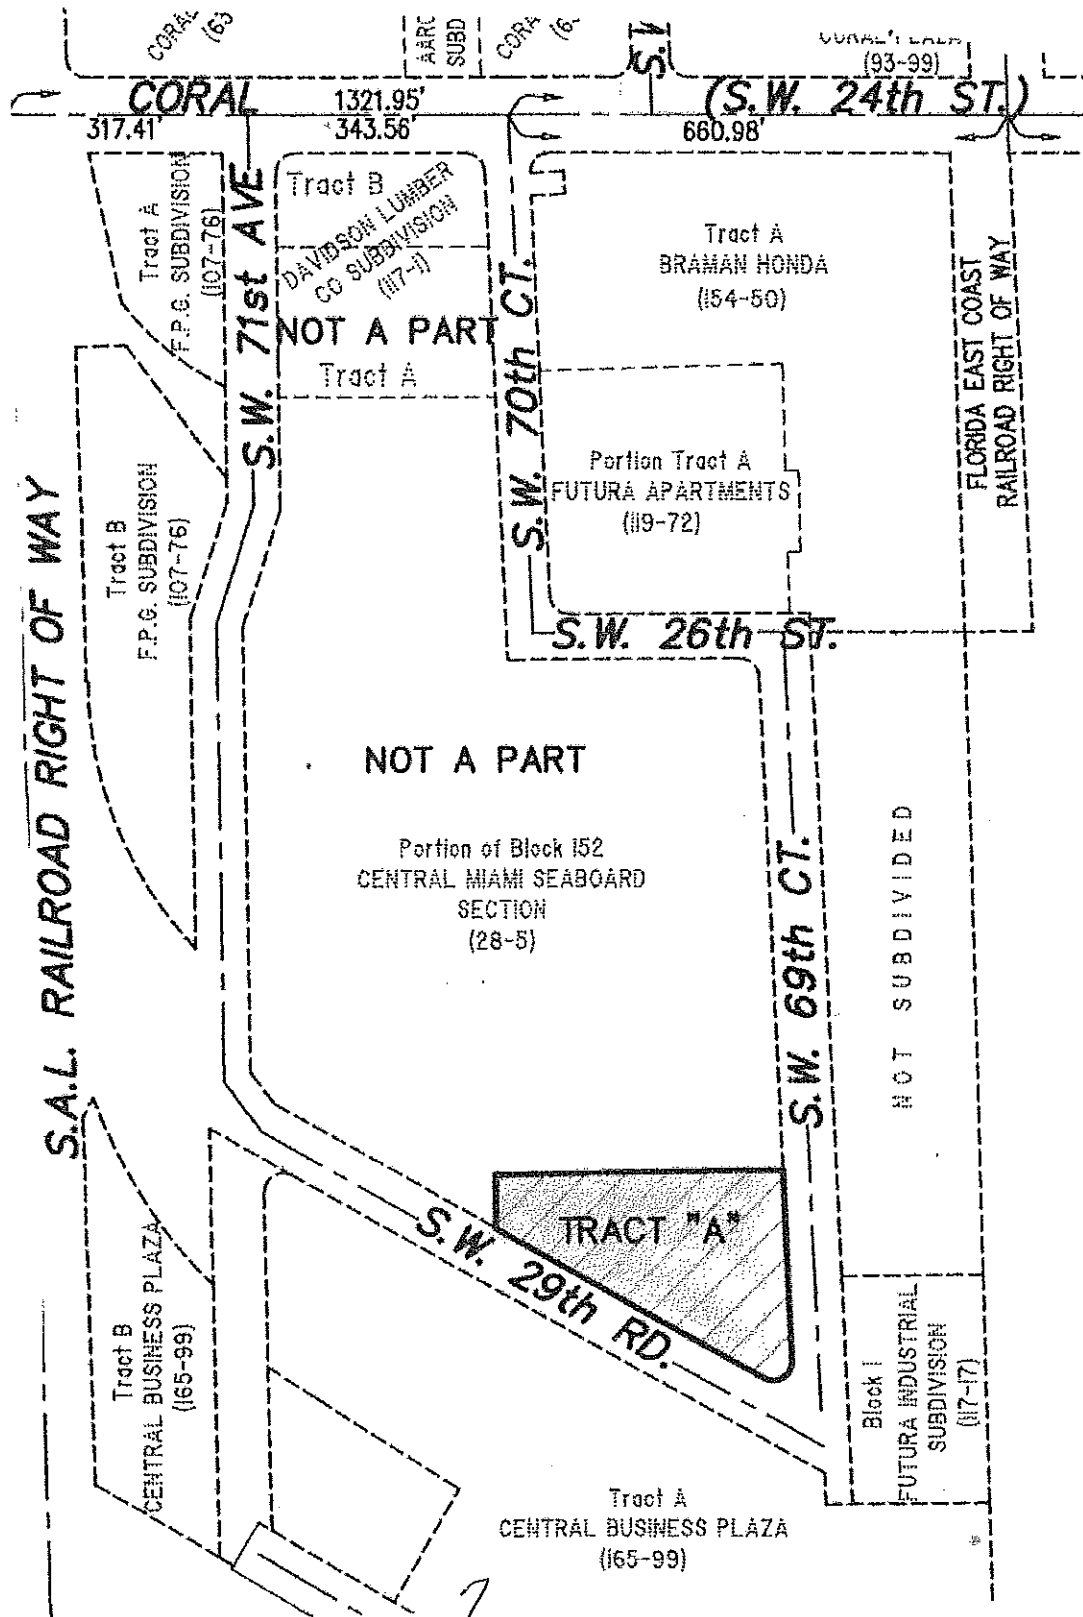 CORAL
(65
AARC
SUBD
CORA
(6
S.W
(93-99)
CORAL
1321.95'
(S.W. 24th ST.)
317.41'
343.56'
660.98'
Tract A
F.P.G. SUBDIVISION
(107-76)
S.W. 71st AVE
Tract B
DAVIDSON LUMBER
CO SUBDIVISION
(117-1)
NOT A PART
Tract A
S.W. 70th CT.
Tract A
BRAMAN HONDA
(154-50)
FLORIDA EAST COAST
RAILROAD RIGHT OF WAY
Portion Tract A
FUTURA APARTMENTS
(119-72)
Tract B
F.P.G. SUBDIVISION
(107-76)
S.A.L. RAILROAD RIGHT OF WAY
S.W. 26th ST.
NOT A PART
Portion of Block 152
CENTRAL MIAMI SEABOARD
SECTION
(28-5)
S.W. 69th CT.
NOT SUBDIVIDED
TRACT "A"
S.W. 29th RD.
Tract B
CENTRAL BUSINESS PLAZA
(165-99)
Block 1
FUTURA INDUSTRIAL
SUBDIVISION
(117-17)
Tract A
CENTRAL BUSINESS PLAZA
(165-99)